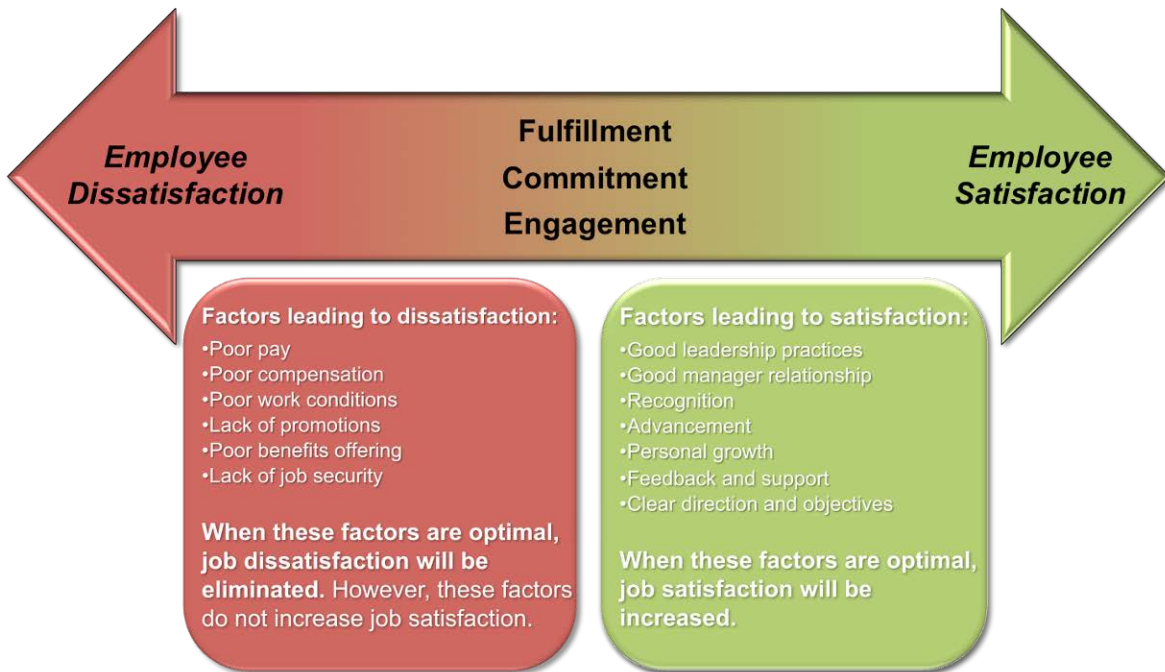 Employee
Dissatisfaction
Fulfillment
Commitment
Engagement
Employee
Satisfaction
Factors leading to dissatisfaction:
•Poor pay
•Poor compensation
•Poor work conditions
•Lack of promotions
•Poor benefits offering
•Lack of job security
When these factors are optimal,
job dissatisfaction will be
eliminated. However, these factors
do not increase job satisfaction.
Factors leading to satisfaction:
•Good leadership practices
•Good manager relationship
•Recognition
•Advancement
•Personal growth
•Feedback and support
•Clear direction and objectives
When these factors are optimal,
job satisfaction will be
increased.